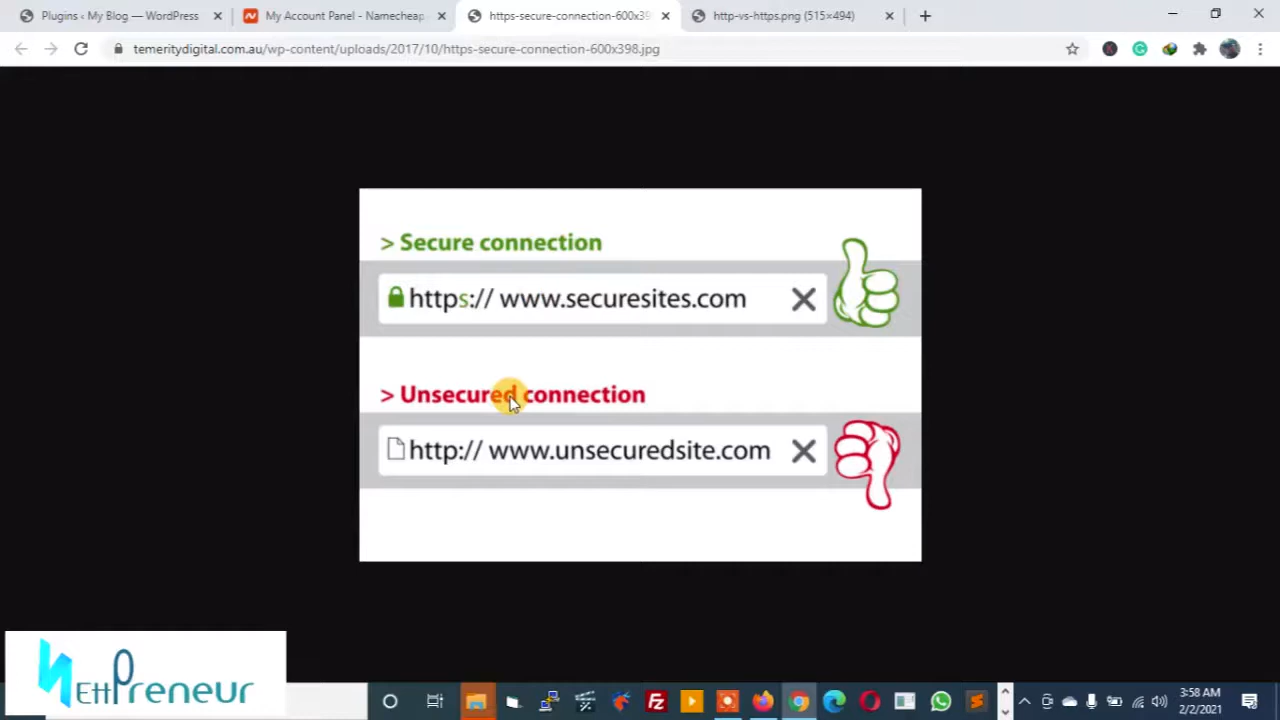 Plugins ‹ My Blog — WordPress
My Account Panel - Namecheap
https-secure-connection-600x39
http-vs-https.png (515×494)
temeritydigital.com.au/wp-content/uploads/2017/10/https-secure-connection-600x398.jpg
> Secure connection
https:// www.securesites.com
> Unsecured connection
http:// www.unsecuredsite.com
NEttPreneur
3:58 AM
2/2/2021